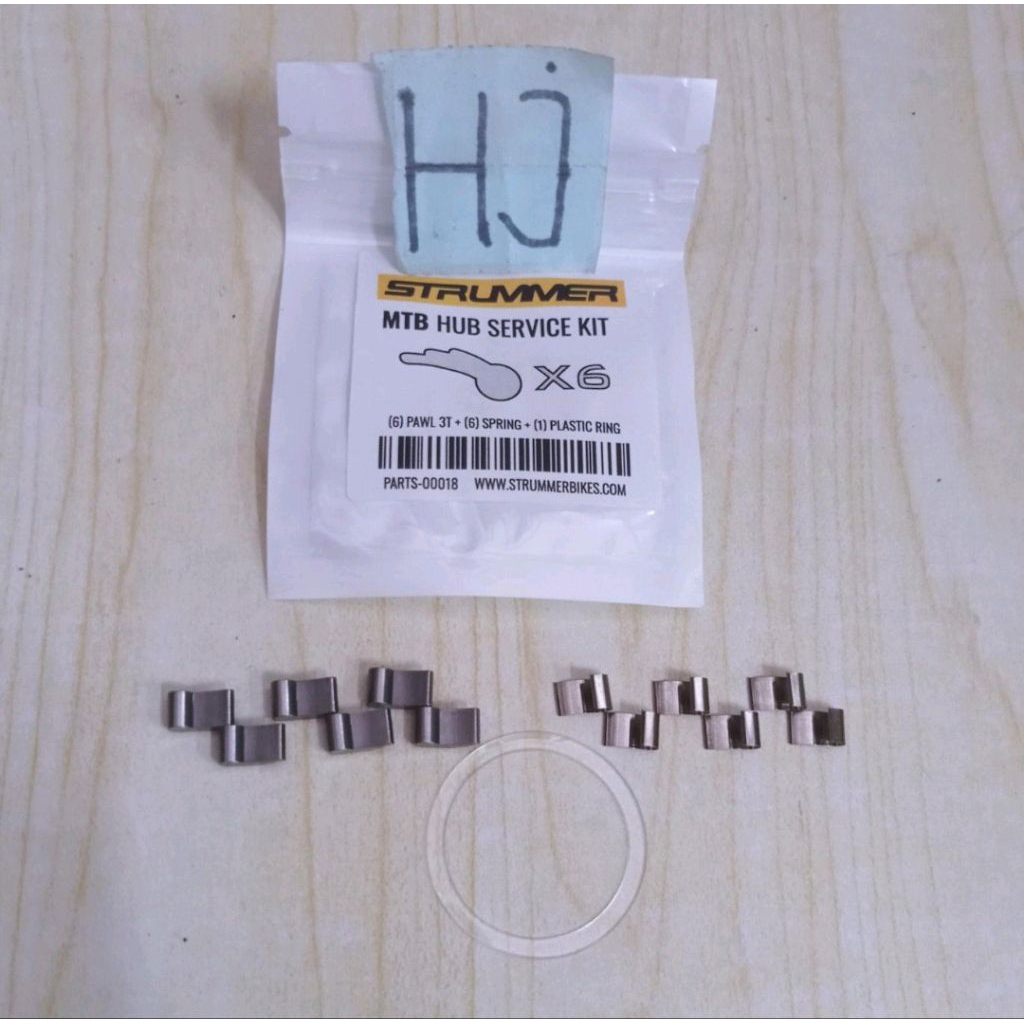 HJ
STRUMMER
MTB HUB SERVICE KIT
X6
(6) PAWL 3T + (6) SPRING + (1) PLASTIC RING
PARTS-00018 WWW.STRUMMERBIKES.COM